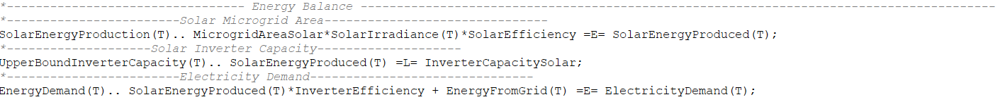 *--------------------------------- Energy Balance ----------------------------------------------------------------------------------------
*------------------------Solar Microgrid Area----------------------------------
SolarEnergyProduction(T).. MicrogridAreaSolar*SolarIrradiance(T)*SolarEfficiency =E= SolarEnergyProduced(T);
*--------------------Solar Inverter Capacity--------------------
UpperBoundInverterCapacity(T).. SolarEnergyProduced(T) =L= InverterCapacitySolar;
*------------------------Electricity Demand-------------------------------
EnergyDemand(T).. SolarEnergyProduced(T)*InverterEfficiency + EnergyFromGrid(T) =E= ElectricityDemand(T);